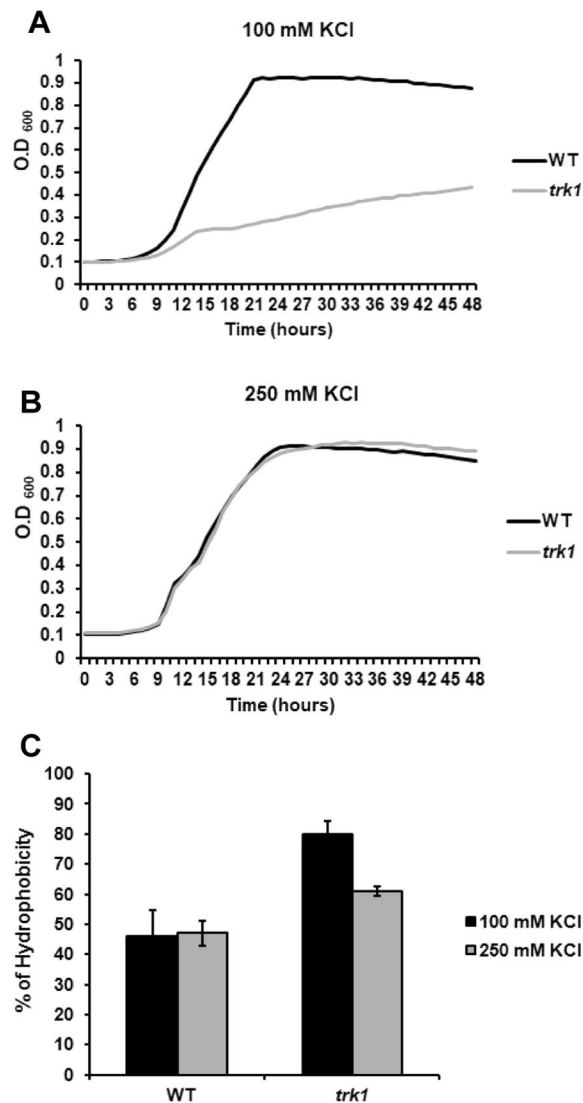 A
100 mM KCl
1
0.9
0.8
0.7
0.6
0.5
0.4
0.3
0.2
0.1
0
O.D 600
0 3 6 9 12 15 18 21 24 27 30 33 36 39 42 45 48
Time (hours)
WT
trk1
B
250 mM KCl
1
0.9
0.8
0.7
0.6
0.5
0.4
0.3
0.2
0.1
0
O.D 600
0 3 6 9 12 15 18 21 24 27 30 33 36 39 42 45 48
Time (hours)
WT
trk1
C
100
90
80
70
60
50
40
30
20
10
0
% of Hydrophobicity
WT trk1
100 mM KCl
250 mM KCl